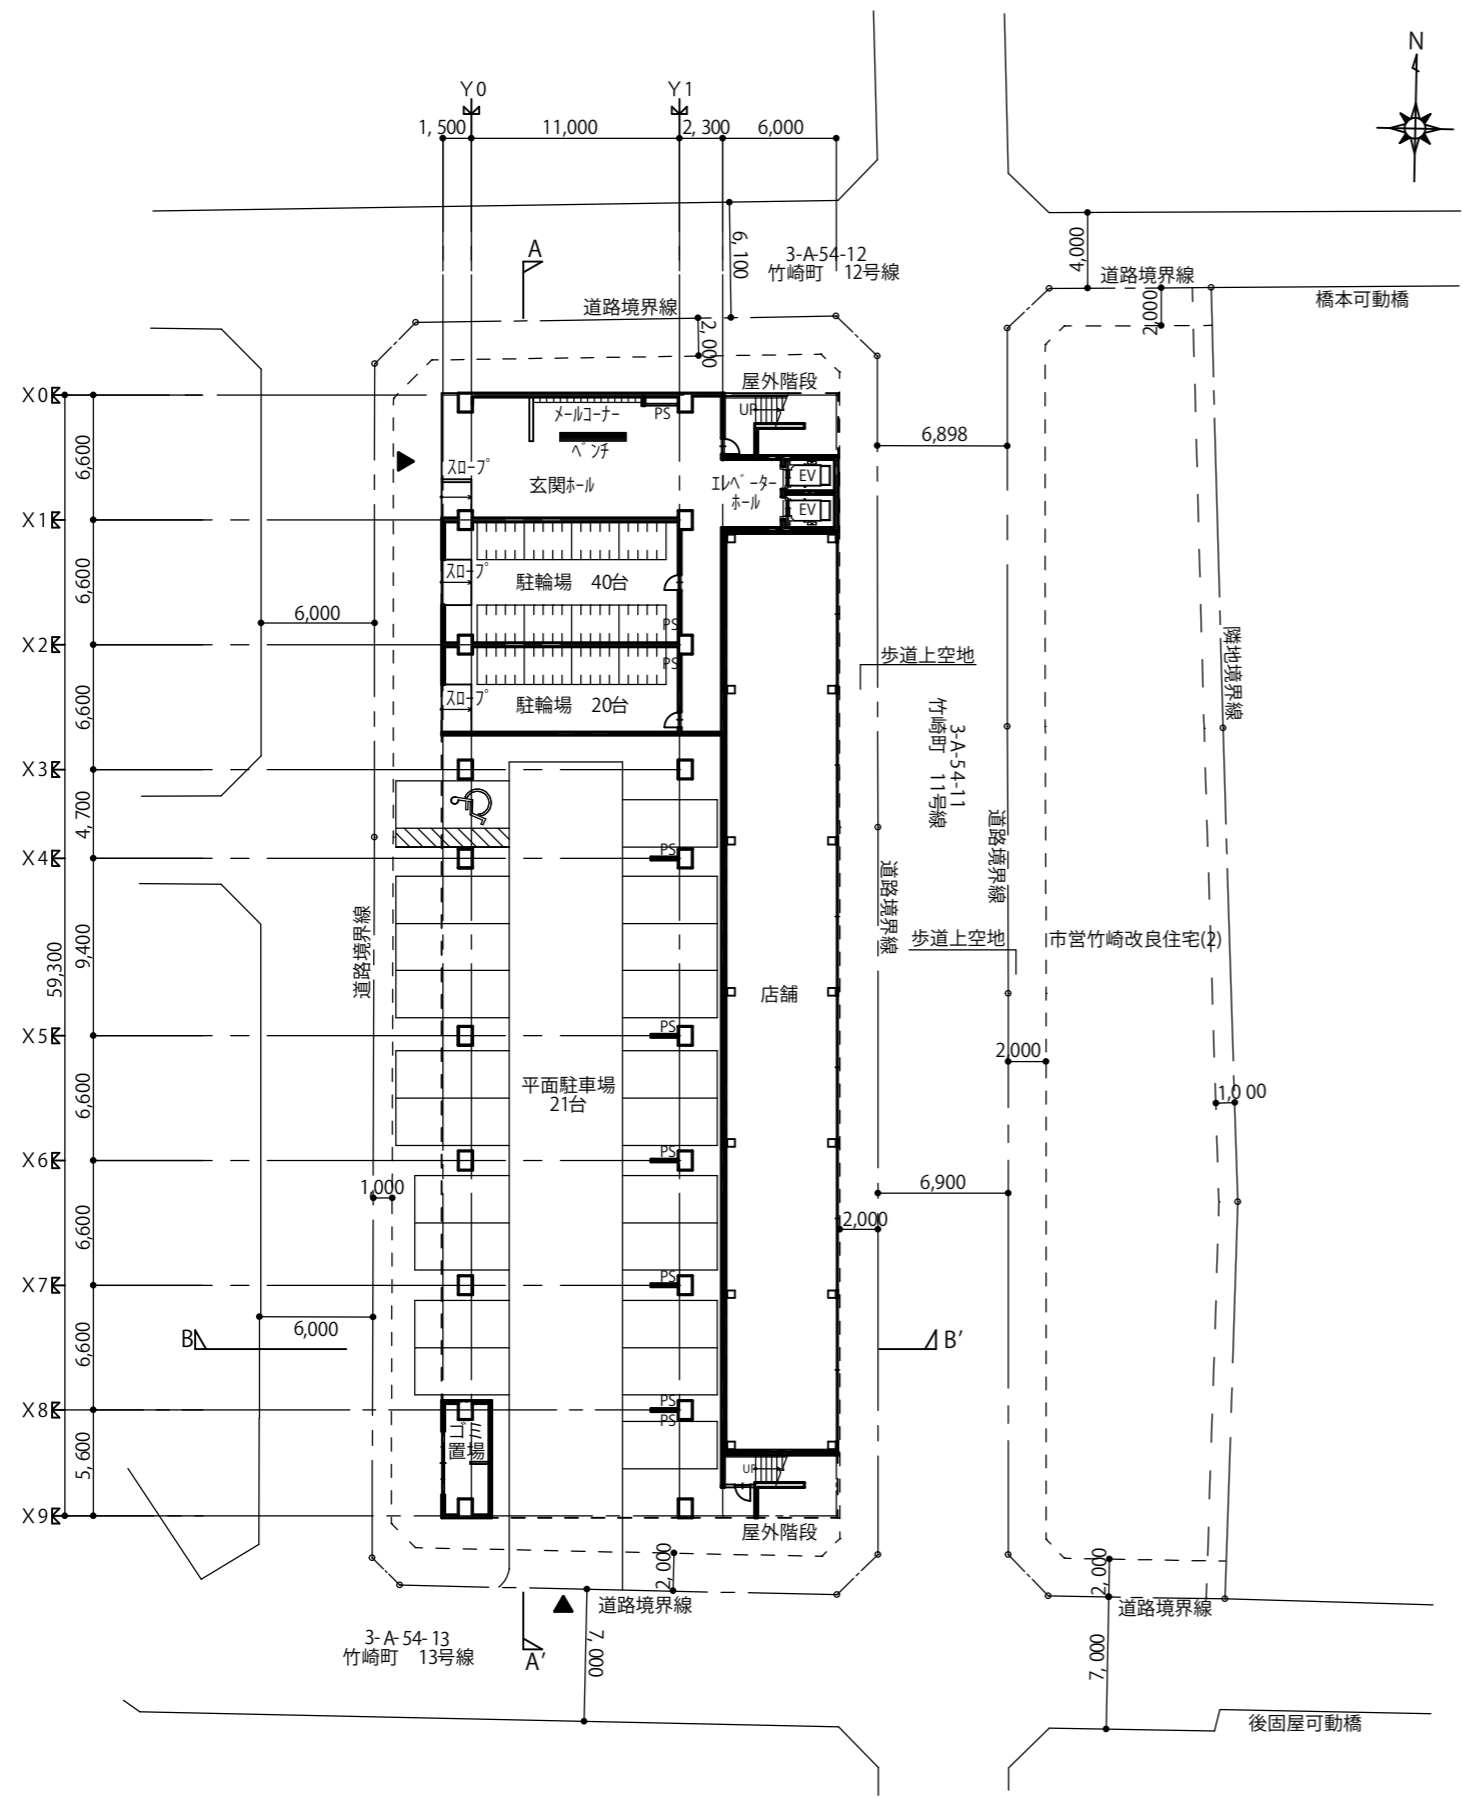 N
Y0
Y1
1,500
11,000
2,300
6,000
6,100
3-A-54-12
竹崎町　12号線
4,000
道路境界線
2,000
橋本可動橋
A
道路境界線
2,000
屋外階段
X0
メールコーナー
PS
UP
ベンチ
6,600
6,898
スロープ
玄関ホール
エレベーター
ホール
EV
EV
X1
スロープ
駐輪場　40台
6,600
6,000
PS
X2
PS
隣地境界線
歩道上空地
スロープ
駐輪場　20台
6,600
3-A-54-11
竹崎町　11号線
X3
4,700
道路境界線
X4
PS
道路境界線
道路境界線
9,400
59,300
歩道上空地
市営竹崎改良住宅(2)
店舗
X5
PS
2,000
平面駐車場
21台
6,600
1,000
X6
PS
1,000
6,900
6,600
2,000
X7
PS
6,000
B
B'
6,600
X8
PS
PS
ゴミ
置場
5,600
UP
X9
屋外階段
2,000
2,000
道路境界線
道路境界線
3-A-54-13
竹崎町　13号線
A'
7,000
7,000
後固屋可動橋